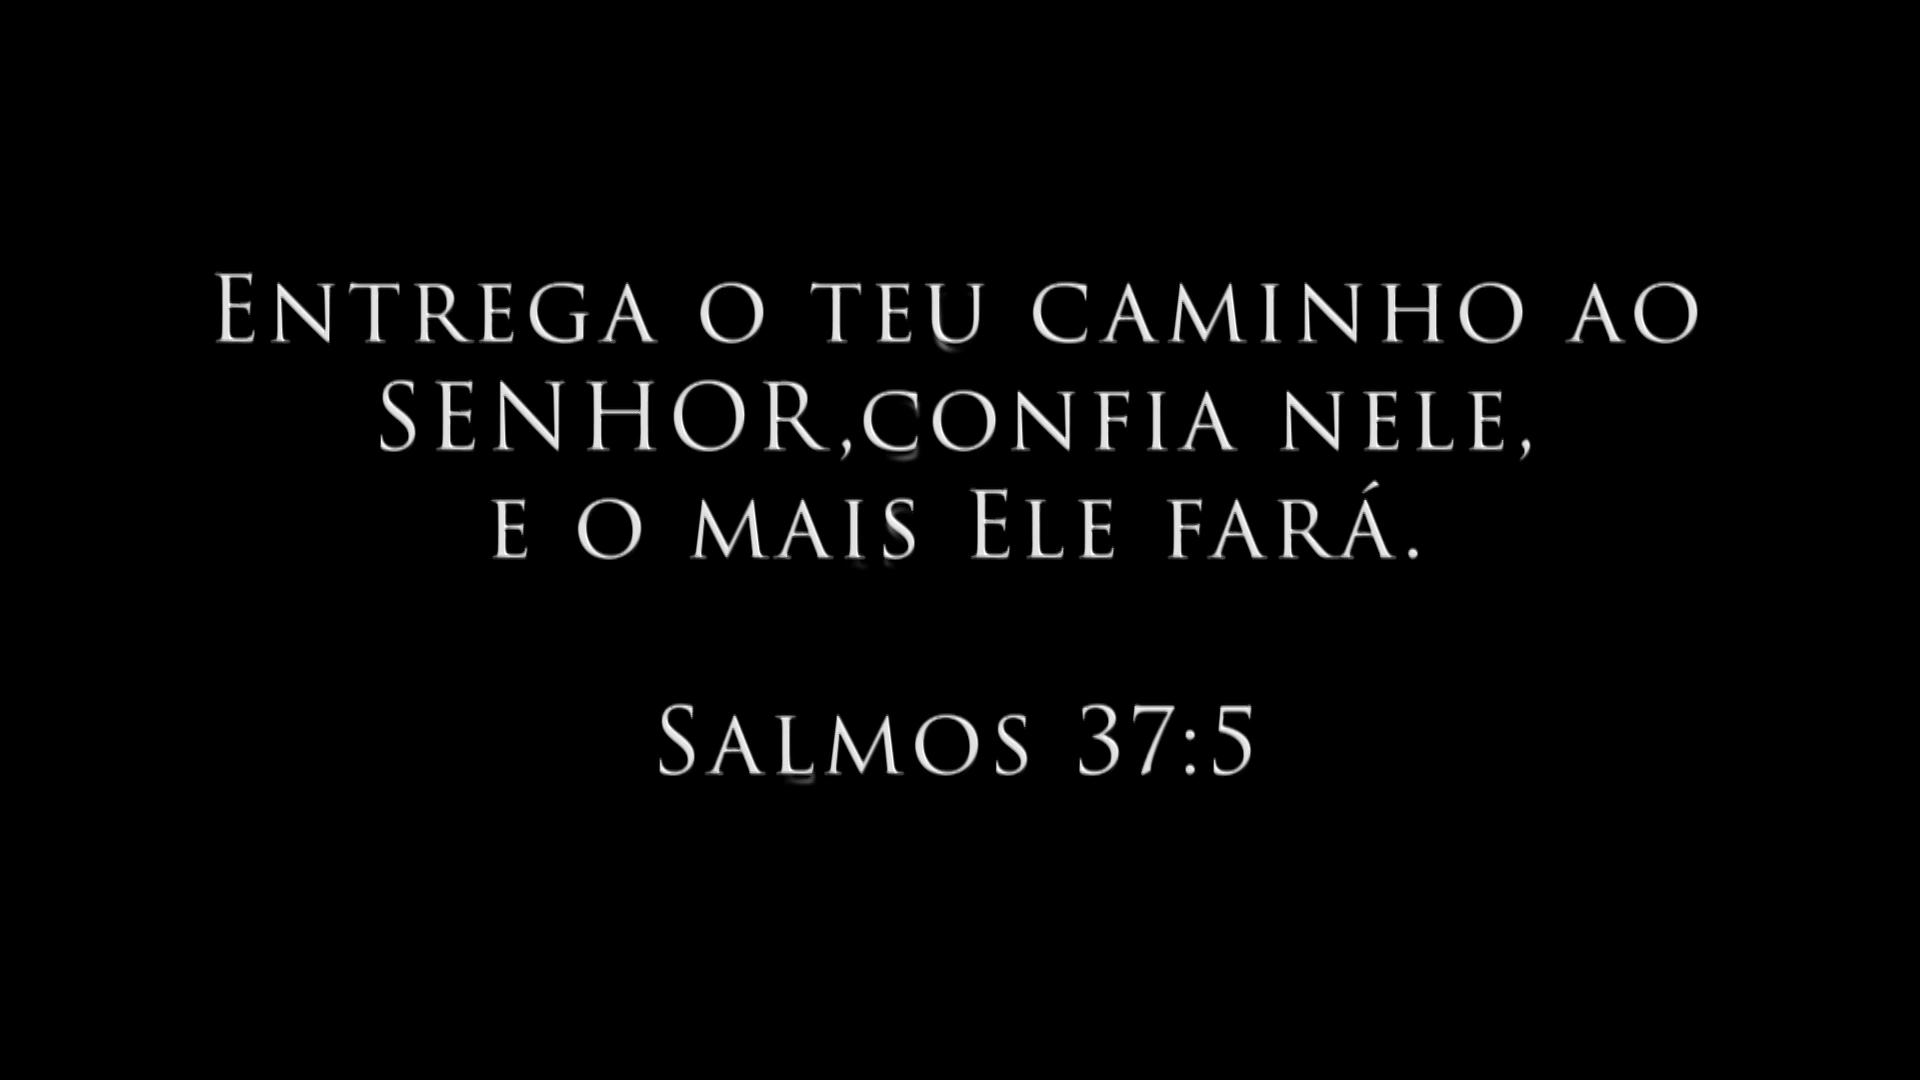 Entrega o teu caminho ao
SENHOR,confia nele,
e o mais Ele fará.
Salmos 37:5